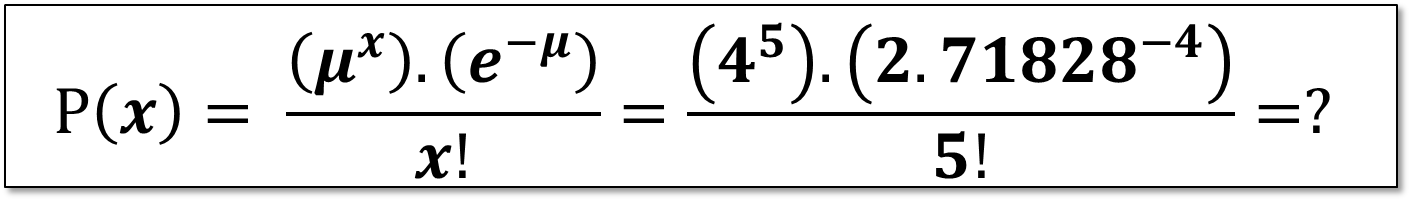 P(x) = (μ^x).(e^−μ) / x! = (4^5).(2.71828^−4) / 5! =?